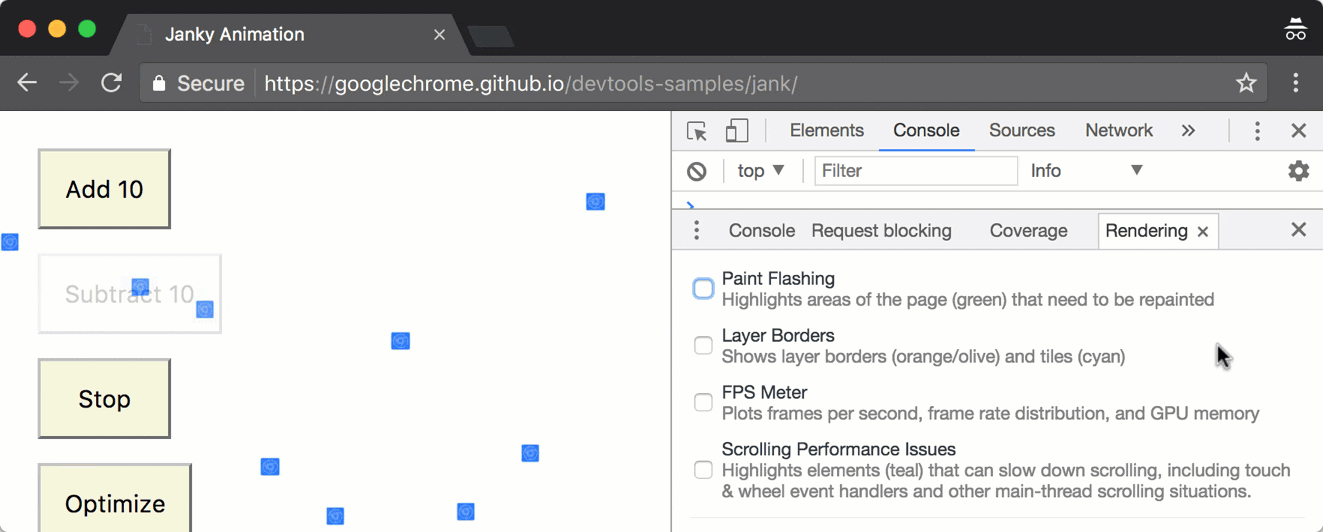 Janky Animation
Secure https://googlechrome.github.io/devtools-samples/jank/
Add 10
Subtract 10
Stop
Optimize
Elements Console Sources Network
top ▼ Filter Info ▼
Console Request blocking Coverage Rendering
Paint Flashing
Highlights areas of the page (green) that need to be repainted
Layer Borders
Shows layer borders (orange/olive) and tiles (cyan)
FPS Meter
Plots frames per second, frame rate distribution, and GPU memory
Scrolling Performance Issues
Highlights elements (teal) that can slow down scrolling, including touch
& wheel event handlers and other main-thread scrolling situations.